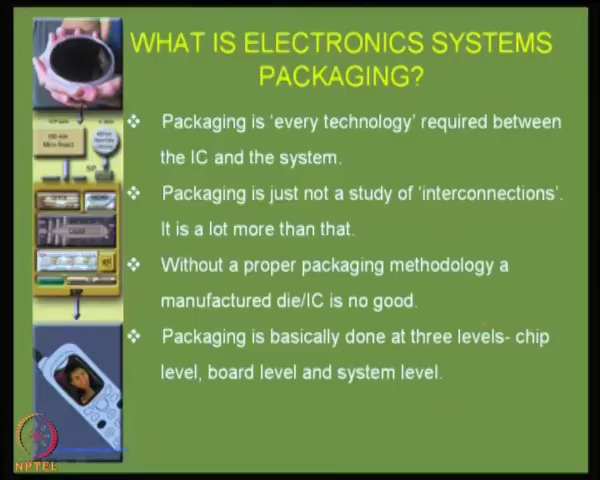 WHAT IS ELECTRONICS SYSTEMS
PACKAGING?
❖ Packaging is 'every technology' required between
the IC and the system.
❖ Packaging is just not a study of 'interconnections'.
It is a lot more than that.
❖ Without a proper packaging methodology a
manufactured die/IC is no good.
❖ Packaging is basically done at three levels- chip
level, board level and system level.
NPTEL